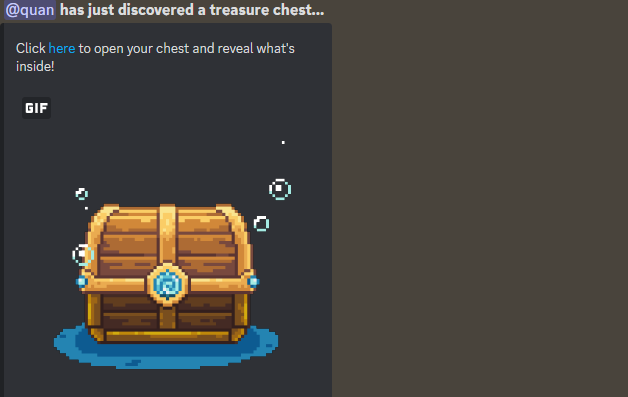 @quan has just discovered a treasure chest...
Click here to open your chest and reveal what's
inside!
GIF